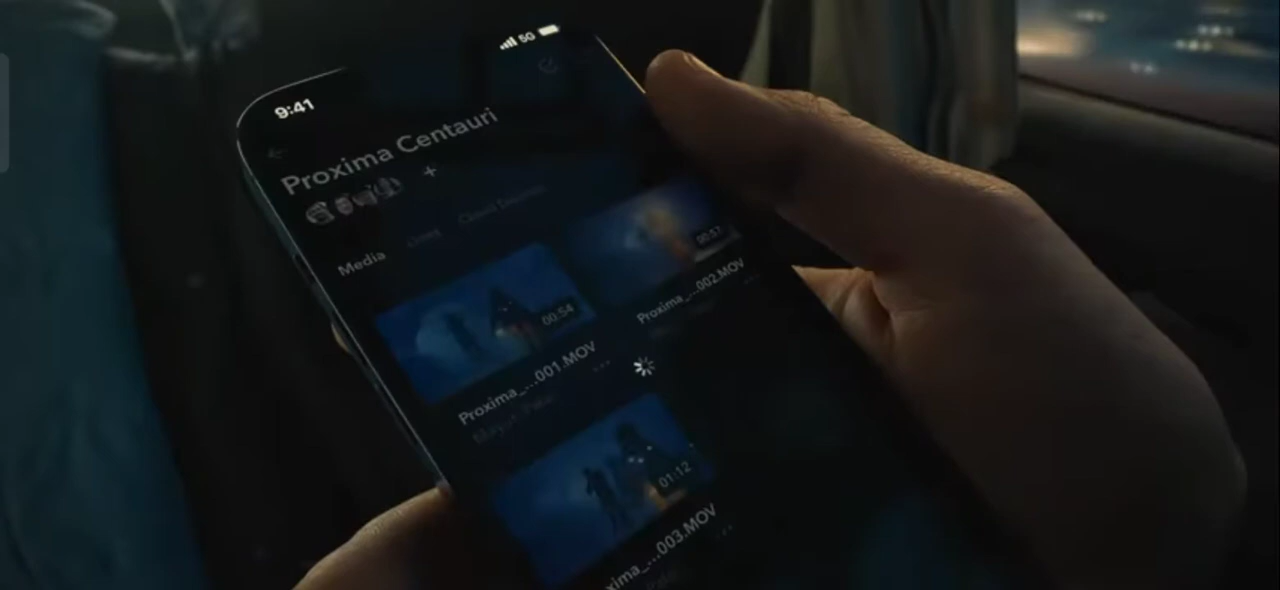 5G
9:41
Proxima Centauri
+
Media
00:57
00:54
Proxima_...002.MOV
Proxima_...001.MOV
01:12
xima_...003.MOV